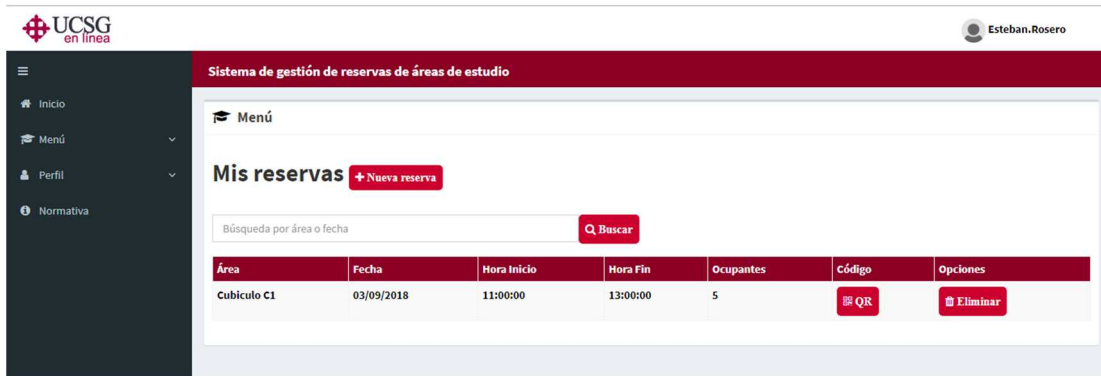 UCSG
en línea
Esteban.Rosero
Sistema de gestión de reservas de áreas de estudio
Inicio
Menú
Perfil
Normativa
Menú
Mis reservas + Nueva reserva
Búsqueda por área o fecha Buscar
Área Fecha Hora Inicio Hora Fin Ocupantes Código Opciones
Cubiculo C1 03/09/2018 11:00:00 13:00:00 5 QR Eliminar